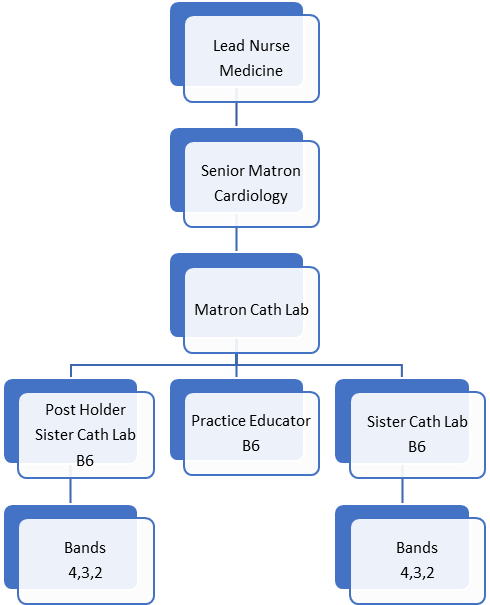 Lead Nurse
Medicine
Senior Matron
Cardiology
Matron Cath Lab
Post Holder
Sister Cath Lab
B6
Practice Educator
B6
Sister Cath Lab
B6
Bands
4,3,2
Bands
4,3,2